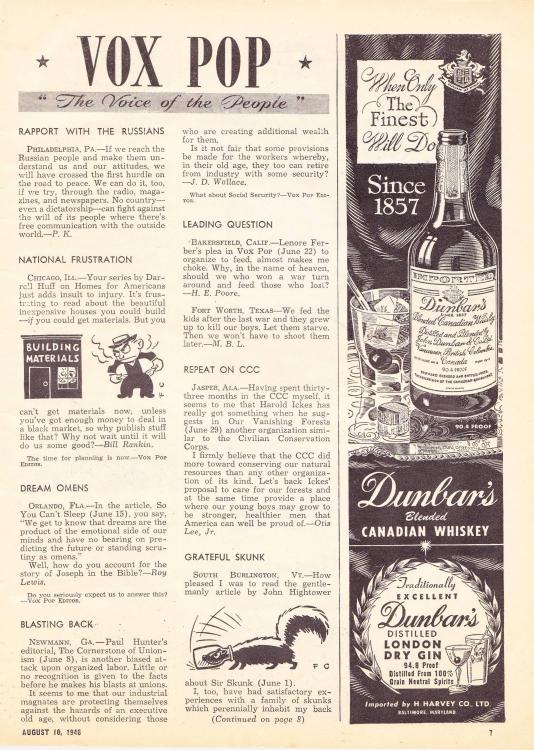 VOX POP
"The Voice of the People"
RAPPORT WITH THE RUSSIANS
PHILADELPHIA, PA.—If we reach the
Russian people and make them un-
derstand us and our attitudes, we
will have crossed the first hurdle on
the road to peace. We can do it, too,
if we try, through the radio, maga-
zines, and newspapers. No country—
even a dictatorship—can fight against
the will of its people where there's
free communication with the outside
world.—P. K.
NATIONAL FRUSTRATION
CHICAGO, ILL.—Your series by Dar-
rell Huff on Homes for Americans
just adds insult to injury. It's frus-
trating to read about the beautiful
inexpensive houses you could build
—if you could get materials. But you
BUILDING
MATERIALS
F C
can't get materials now, unless
you've got enough money to deal in
a black market, so why publish stuff
like that? Why not wait until it will
do us some good?—Bill Rankin.
The time for planning is now.—VOX POP
EDITOR.
DREAM OMENS
ORLANDO, FLA.—In the article, So
You Can't Sleep (June 15), you say,
"We get to know that dreams are the
product of the emotional side of our
minds and have no bearing on pre-
dicting the future or standing scru-
tiny as omens."
Well, how do you account for the
story of Joseph in the Bible?—Roy
Lewis.
Do you seriously expect us to answer this?
—VOX POP EDITOR.
BLASTING BACK
NEWMANN, GA.—Paul Hunter's
editorial, The Cornerstone of Union-
ism (June 8), is another biased at-
tack upon organized labor. Little or
no recognition is given to the facts
before he makes his blasts at unions.
It seems to me that our industrial
magnates are protecting themselves
against the hazards of an executive
old age, without considering those
who are creating additional wealth
for them.
Is it not fair that some provisions
be made for the workers whereby,
in their old age, they too can retire
from industry with some security?
—J. D. Wallace.
What about Social Security?—VOX POP EDI-
TOR.
LEADING QUESTION
BAKERSFIELD, CALIF.—Lenore Fer-
ber's plea in VOX POP (June 22) to
organize to feed, almost makes me
choke. Why, in the name of heaven,
should we who won a war turn
around and feed those who lost?
—H. E. Poore.
FORT WORTH, TEXAS—We fed the
kids after the last war and they grew
up to kill our boys. Let them starve.
Then we won't have to shoot them
later.—M. B. L.
REPEAT ON CCC
JASPER, ALA.—Having spent thirty-
three months in the CCC myself, it
seems to me that Harold Ickes has
really got something when he sug-
gests in Our Vanishing Forests
(June 29) another organization simi-
lar to the Civilian Conservation
Corps.
I firmly believe that the CCC did
more toward conserving our natural
resources than any other organiza-
tion of its kind. Let's back Ickes'
proposal to care for our forests and
at the same time provide a place
where our young boys may grow to
be stronger, healthier men that
America can well be proud of.—Otis
Lee, Jr.
GRATEFUL SKUNK
SOUTH BURLINGTON, VT.—How
pleased I was to read the gentle-
manly article by John Hightower
F C
about Sir Skunk (June 1).
I, too, have had satisfactory ex-
periences with a family of skunks
which perennially inhabit my back
(Continued on page 8)
When Only
The
Finest
Will Do
Since
1857
IMPORTED
Dunbar's
Blended Canadian Whisky
Distilled and Blended by
John Dunbar & Co. Ltd.
Vancouver, British Columbia
Canada
90.4 PROOF
90.4 PROOF
Dunbar's
Blended
CANADIAN WHISKEY
Traditionally
EXCELLENT
Dunbar's
DISTILLED
LONDON
DRY GIN
94.8 Proof
Distilled From 100%
Grain Neutral Spirits
Imported by H HARVEY CO., LTD
BALTIMORE, MARYLAND
AUGUST 10, 1946
7